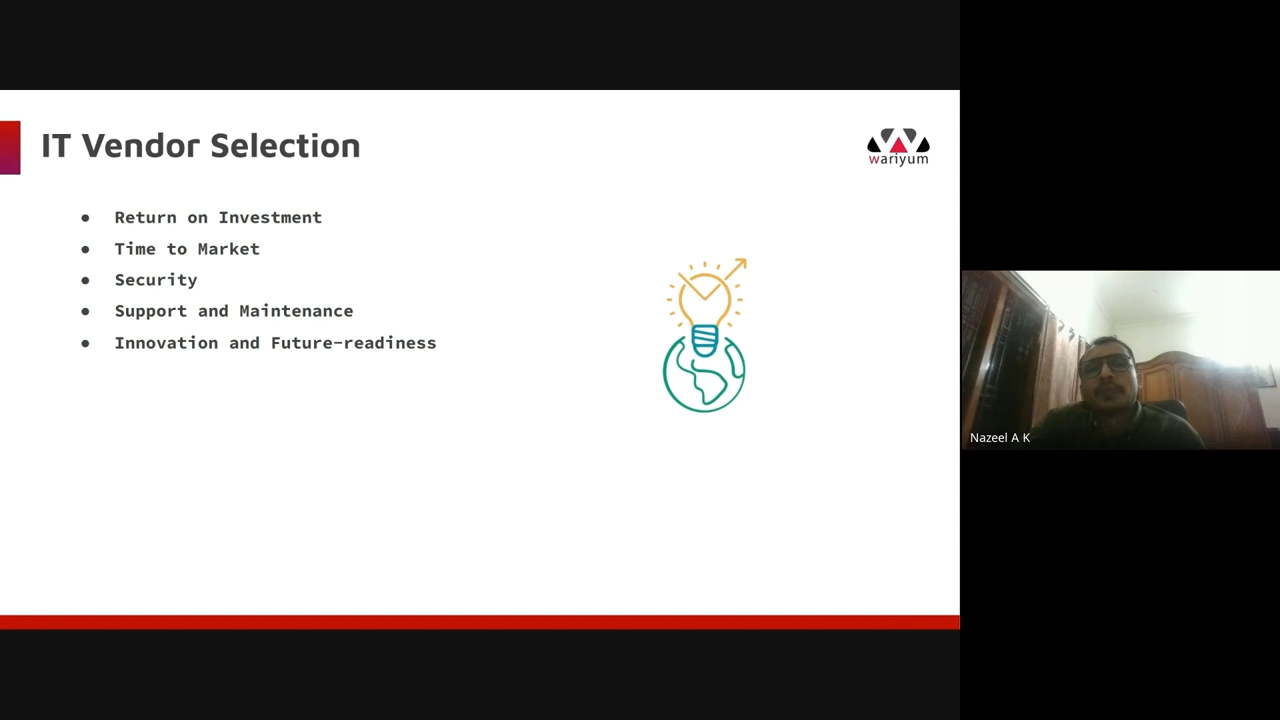 IT Vendor Selection
wariyum
● Return on Investment
● Time to Market
● Security
● Support and Maintenance
● Innovation and Future-readiness
Nazeel A K